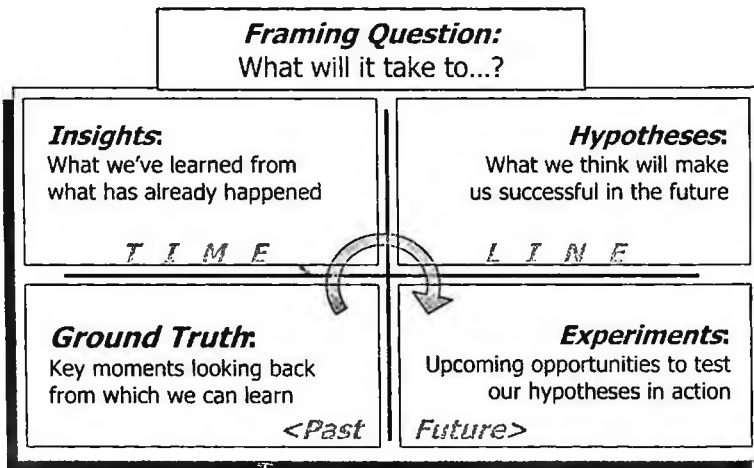 Framing Question:
What will it take to...?
Insights:
What we've learned from
what has already happened
Hypotheses:
What we think will make
us successful in the future
T I M E
L I N E
Ground Truth:
Key moments looking back
from which we can learn
<Past
Experiments:
Upcoming opportunities to test
our hypotheses in action
Future>